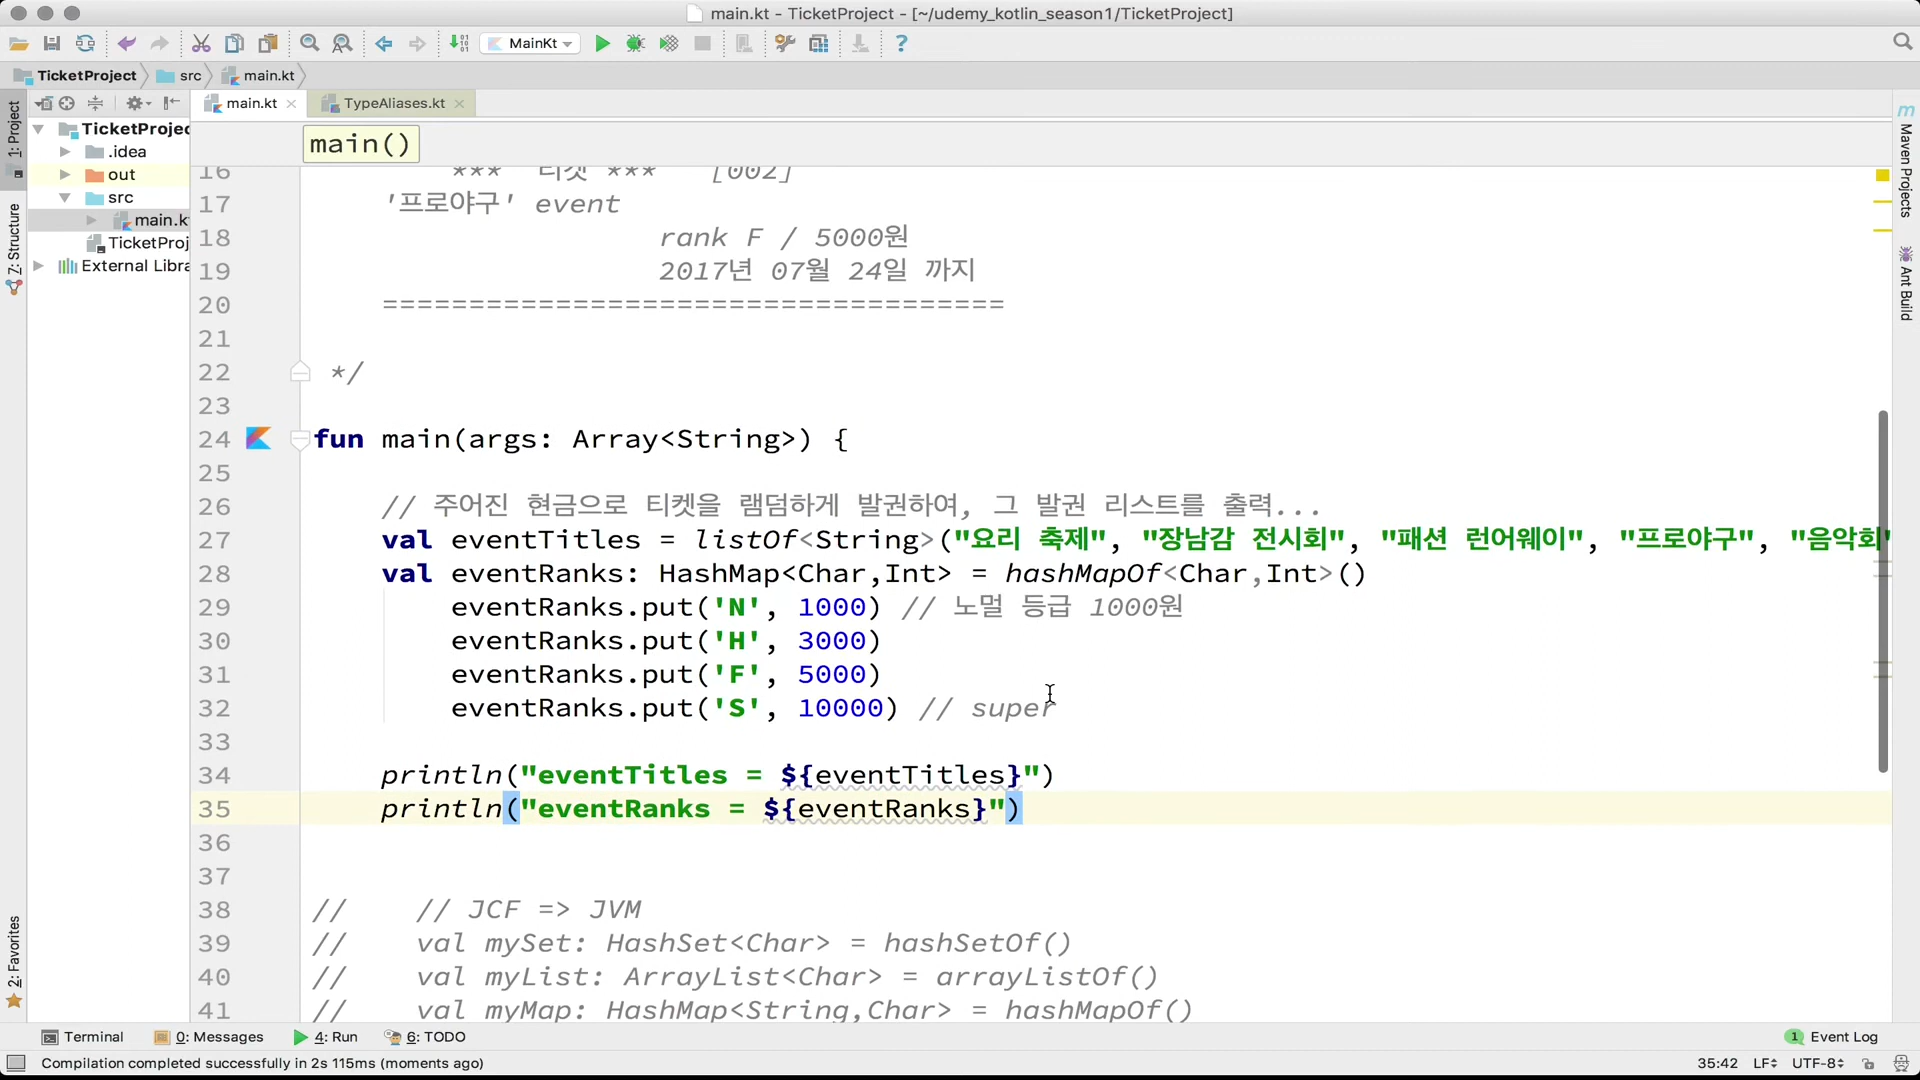 main.kt - TicketProject - [~/udemy_kotlin_season1/TicketProject]
MainKt
TicketProject src main.kt
1: Project
main.kt TypeAliases.kt
TicketProjec
.idea
out
src
main.k
TicketProj
External Libra
Z: Structure
2: Favorites
Maven Projects
Ant Build
main()
16 *** 티켓 *** [002]
17 '프로야구' event
18 rank F / 5000원
19 2017년 07월 24일 까지
20 ====================================
21
22 */
23
24 fun main(args: Array<String>) {
25
26 // 주어진 현금으로 티켓을 램덤하게 발권하여, 그 발권 리스트를 출력...
27 val eventTitles = listOf<String>("요리 축제", "장남감 전시회", "패션 런어웨이", "프로야구", "음악회"
28 val eventRanks: HashMap<Char,Int> = hashMapOf<Char,Int>()
29 eventRanks.put('N', 1000) // 노멀 등급 1000원
30 eventRanks.put('H', 3000)
31 eventRanks.put('F', 5000)
32 eventRanks.put('S', 10000) // super
33
34 println("eventTitles = ${eventTitles}")
35 println("eventRanks = ${eventRanks}")
36
37
38 // // JCF => JVM
39 // val mySet: HashSet<Char> = hashSetOf()
40 // val myList: ArrayList<Char> = arrayListOf()
41 // val myMap: HashMap<String,Char> = hashMapOf()
Terminal 0: Messages 4: Run 6: TODO 1 Event Log
Compilation completed successfully in 2s 115ms (moments ago) 35:42 LF UTF-8